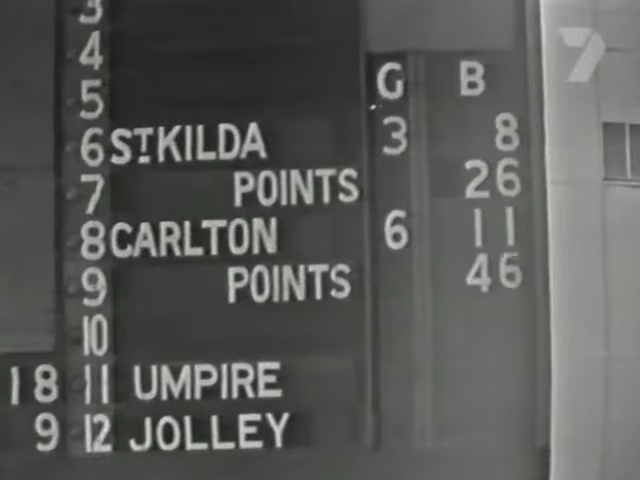 3
4
5
G B
6 ST KILDA 3 8
7 POINTS 26
8 CARLTON 6 11
9 POINTS 46
10
18 11 UMPIRE
9 12 JOLLEY
7